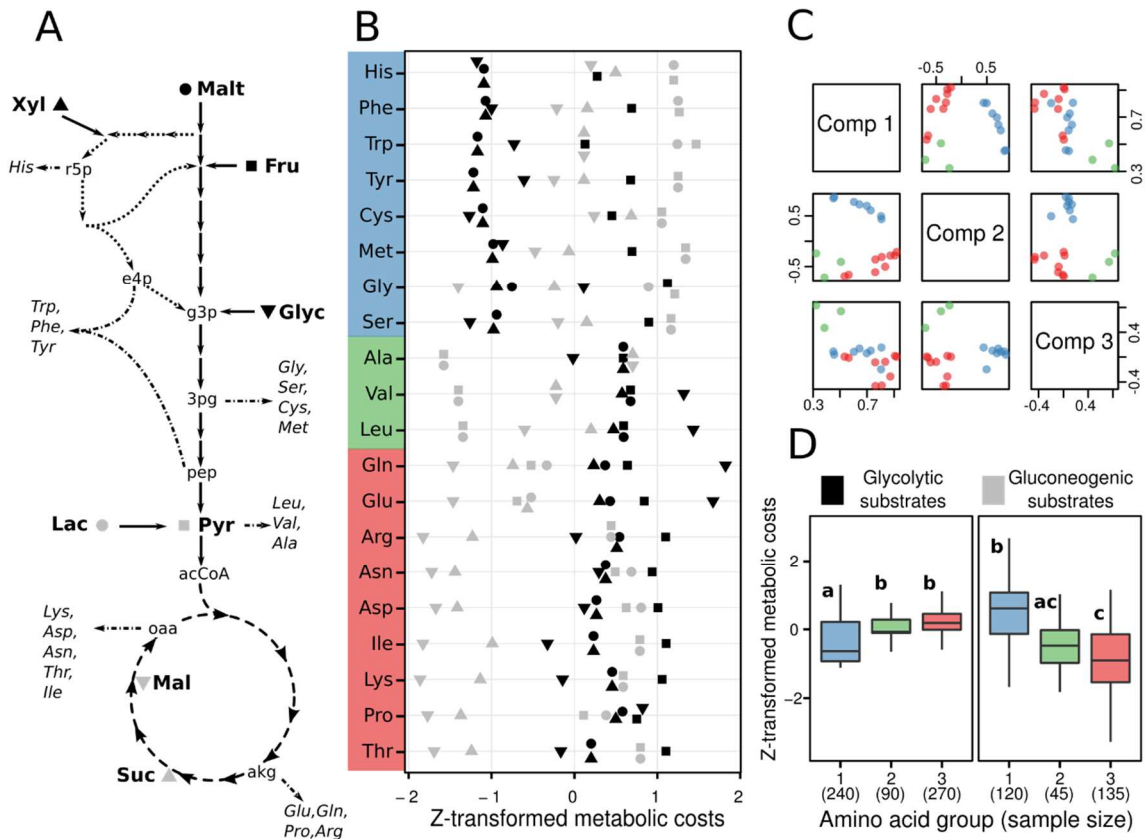 A
Malt
Xyl
His
r5p
Fru
e4p
Trp,
Phe,
Tyr
g3p
Glyc
3pg
Gly,
Ser,
Cys,
Met
pep
Lac
Pyr
Leu,
Val,
Ala
acCoA
Lys,
Asp,
Asn,
Thr,
Ile
oaa
Mal
Suc
akg
Glu,Gln,
Pro,Arg
B
His
Phe
Trp
Tyr
Cys
Met
Gly
Ser
Ala
Val
Leu
Gln
Glu
Arg
Asn
Asp
Ile
Lys
Pro
Thr
−2 −1 0 1 2
Z-transformed metabolic costs
C
-0.5 0.5
Comp 1
0.3 0.7
0.5
-0.5
Comp 2
Comp 3
-0.4 0.4
0.3 0.7
-0.4 0.4
D
Glycolytic
substrates
Gluconeogenic
substrates
Z-transformed metabolic costs
2
0
−2
a b b
b ac c
1 2 3 1 2 3
(240) (90) (270) (120) (45) (135)
Amino acid group (sample size)